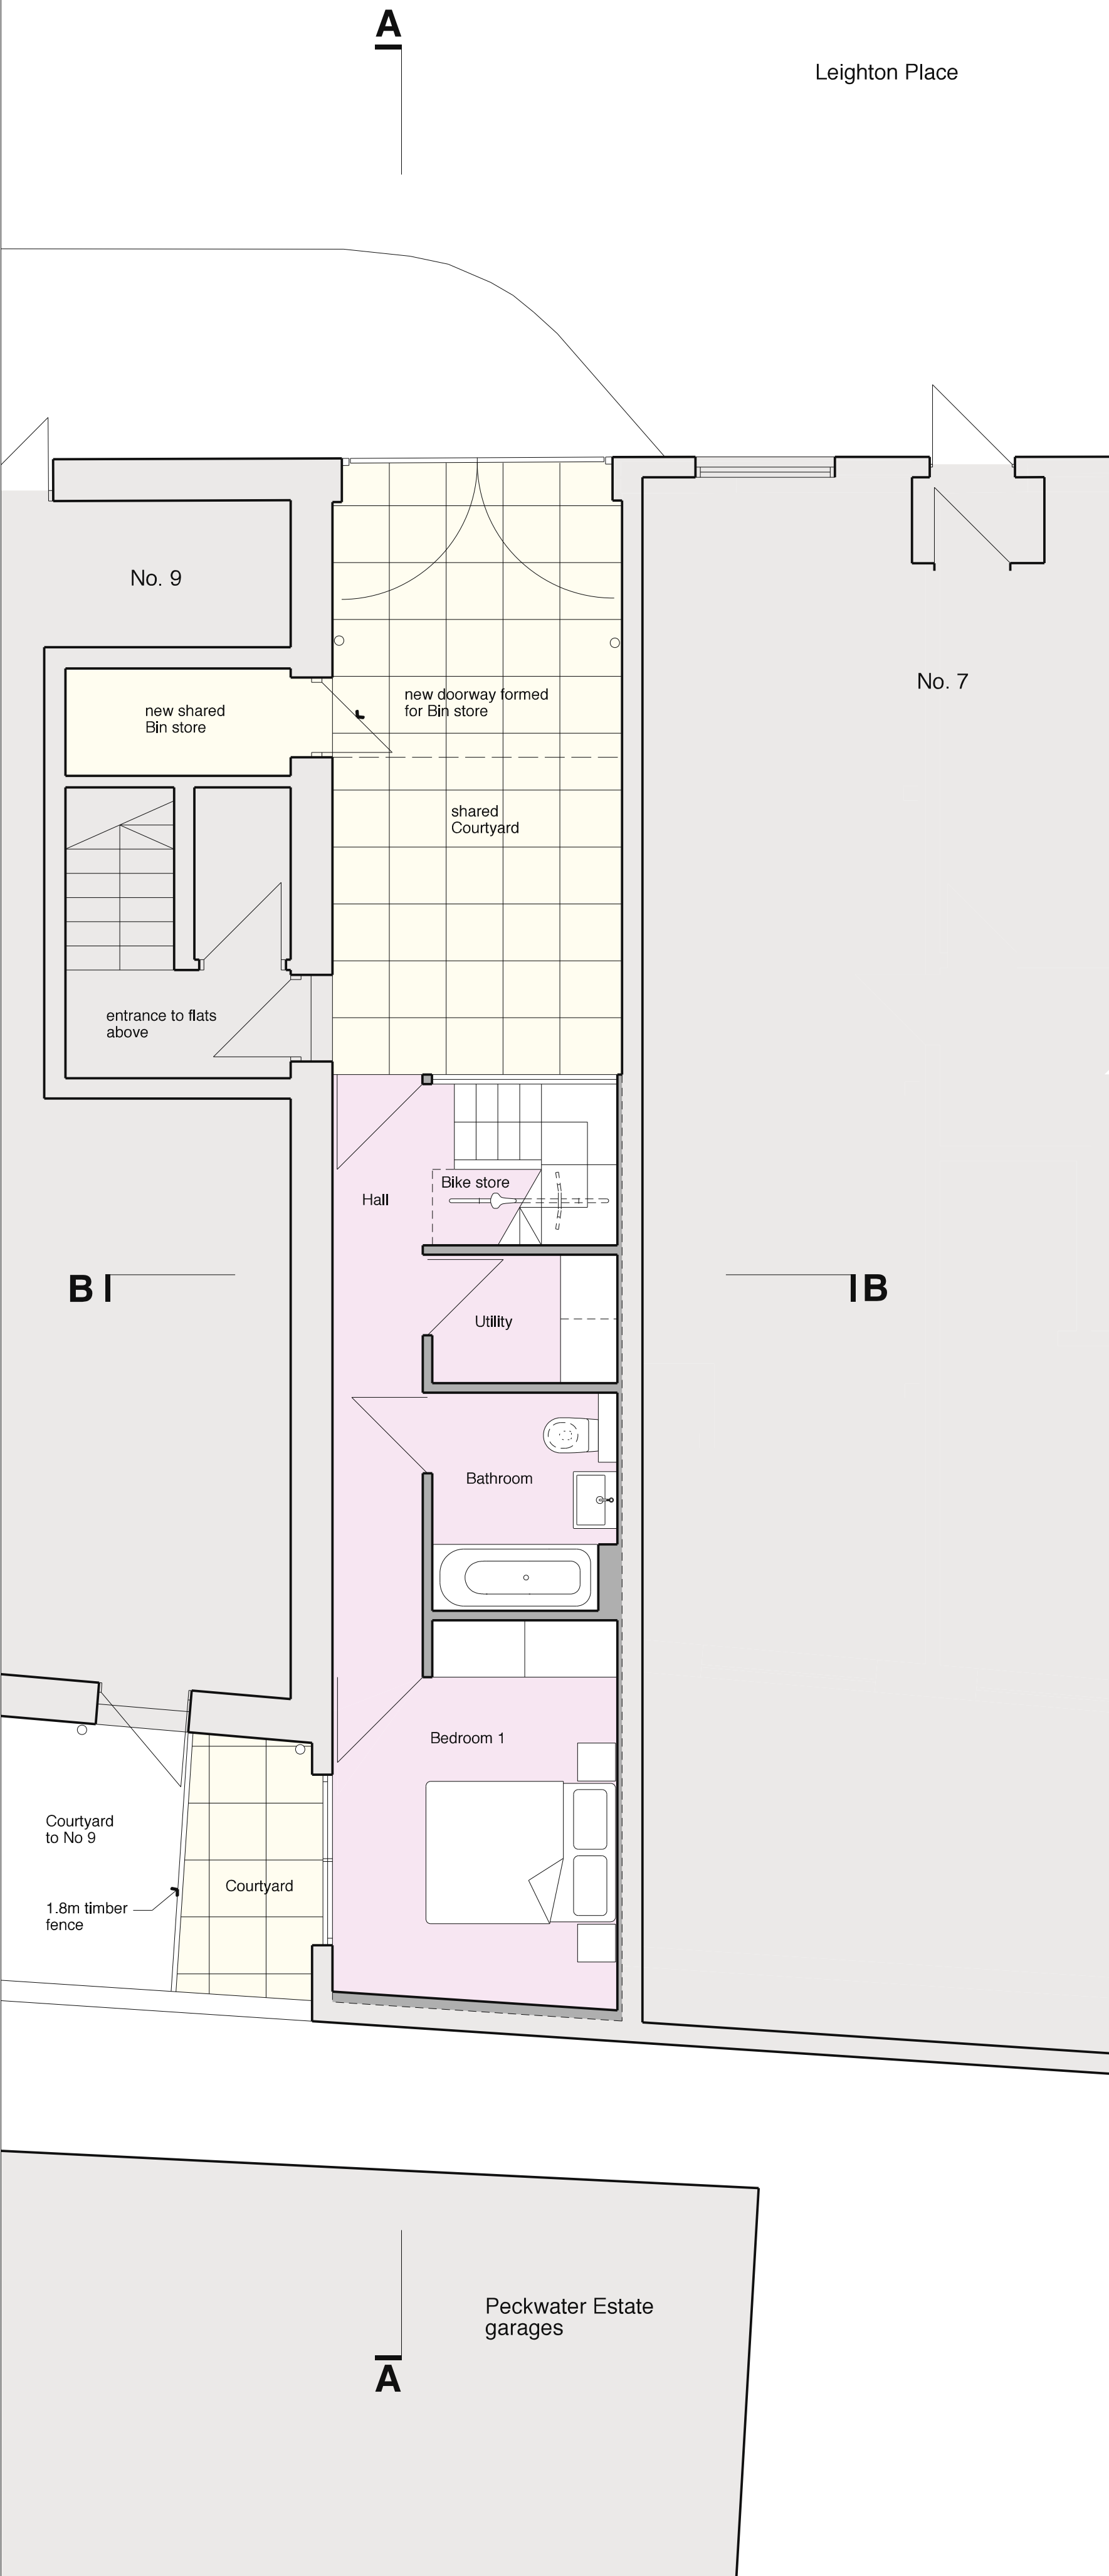 A
Leighton Place
No. 9
No. 7
new shared
Bin store
new doorway formed
for Bin store
shared
Courtyard
entrance to flats
above
Bike store
Hall
B
B
Utility
Bathroom
Bedroom 1
Courtyard
to No 9
Courtyard
1.8m timber
fence
Peckwater Estate
garages
A